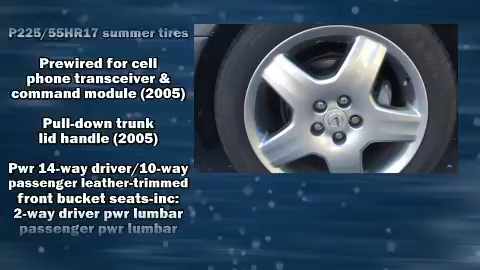 P225/55HR17 summer tires
Prewired for cell
phone transceiver &
command module (2005)
Pull-down trunk
lid handle (2005)
Pwr 14-way driver/10-way
passenger leather-trimmed
front bucket seats-inc:
2-way driver pwr lumbar
passenger pwr lumbar